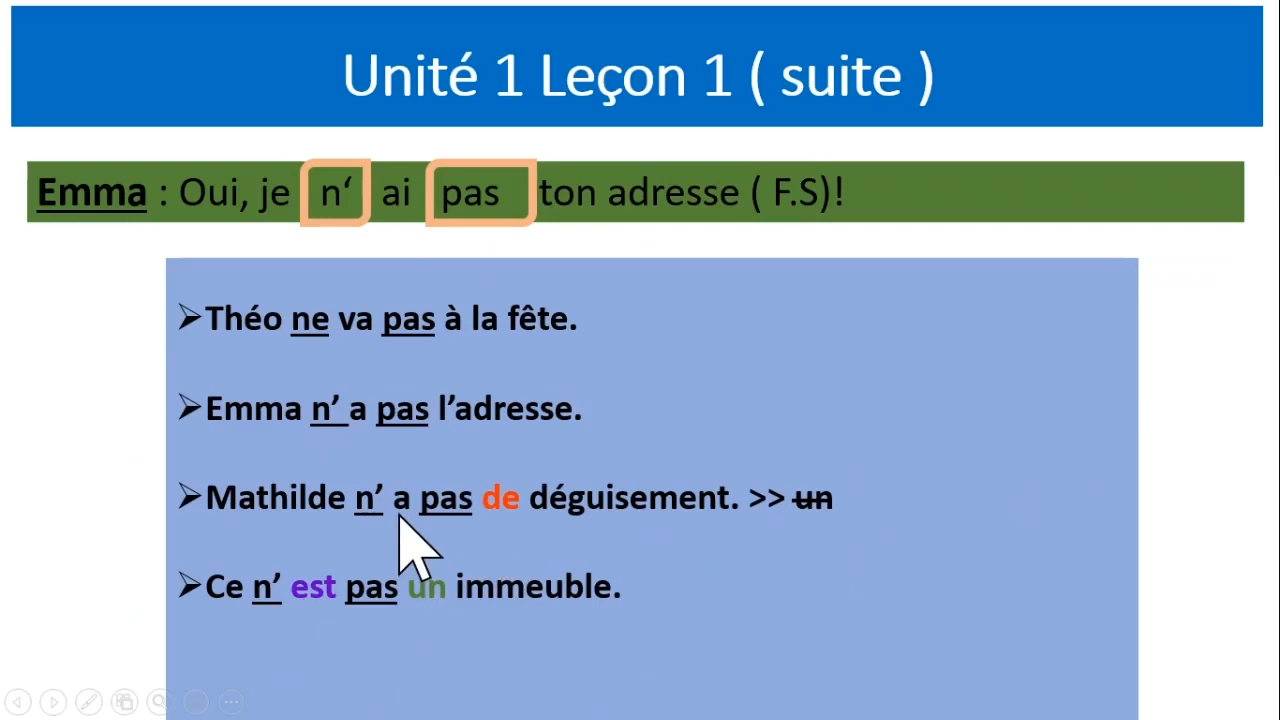 Unité 1 Leçon 1 ( suite )
Emma : Oui, je n‘ ai pas ton adresse ( F.S)!
➢Théo ne va pas à la fête.
➢Emma n’ a pas l’adresse.
➢Mathilde n’ a pas de déguisement. >> un
➢Ce n’ est pas un immeuble.